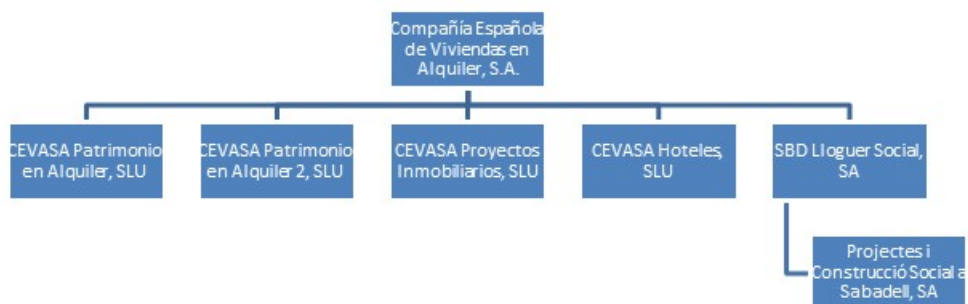 Compañía Española
de Viviendas en
Alquiler, S.A.
CEVASA Patrimonio
en Alquiler, SLU
CEVASA Patrimonio
en Alquiler 2, SLU
CEVASA Proyectos
Inmobiliarios, SLU
CEVASA Hoteles,
SLU
SBD Lloguer Social,
SA
Projectes i
Construcció Social a
Sabadell, SA